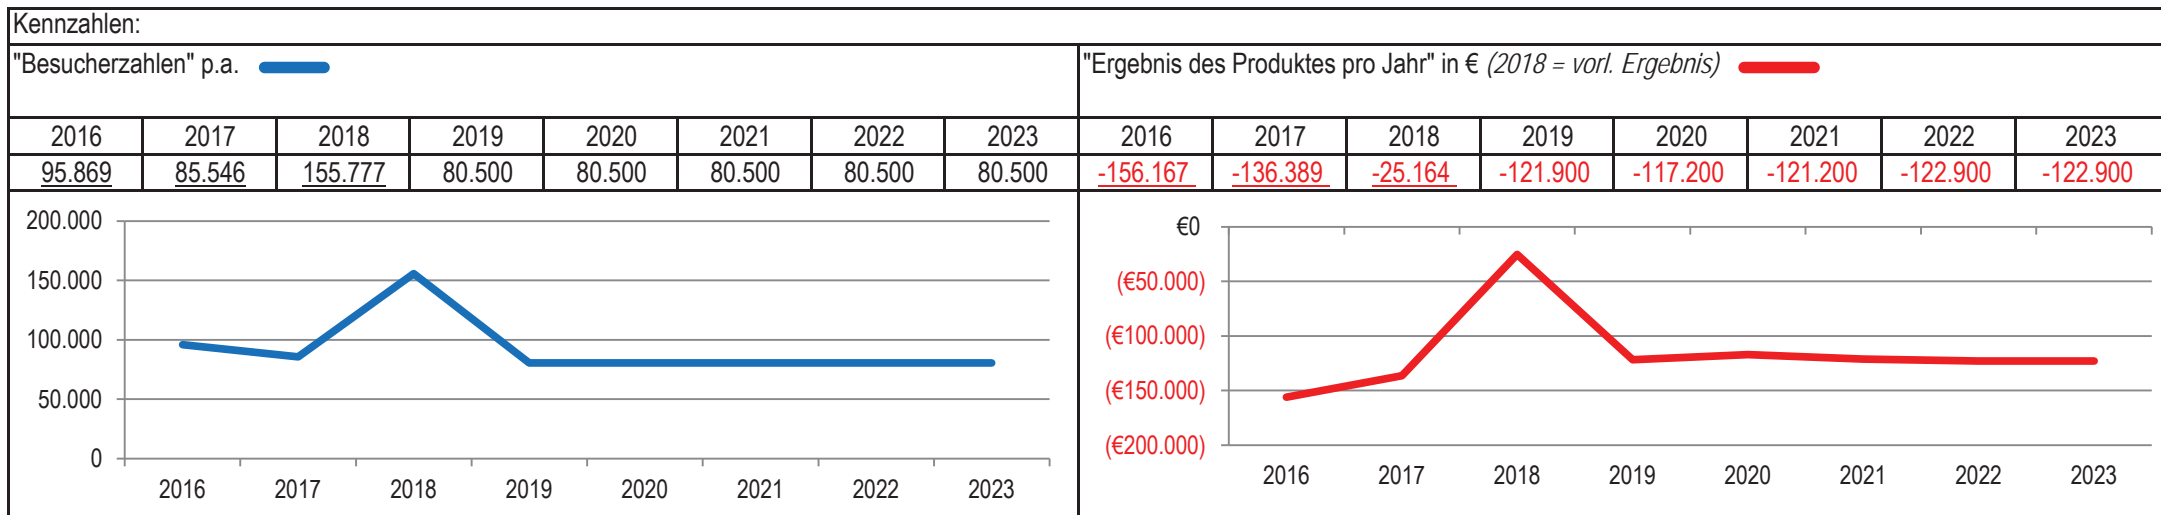 Kennzahlen:
"Besucherzahlen" p.a.
"Ergebnis des Produktes pro Jahr" in € (2018 = vorl. Ergebnis)
2016 2017 2018 2019 2020 2021 2022 2023 2016 2017 2018 2019 2020 2021 2022 2023
95.869 85.546 155.777 80.500 80.500 80.500 80.500 80.500 -156.167 -136.389 -25.164 -121.900 -117.200 -121.200 -122.900 -122.900
200.000
150.000
100.000
50.000
0
2016 2017 2018 2019 2020 2021 2022 2023
€0
(€50.000)
(€100.000)
(€150.000)
(€200.000)
2016 2017 2018 2019 2020 2021 2022 2023